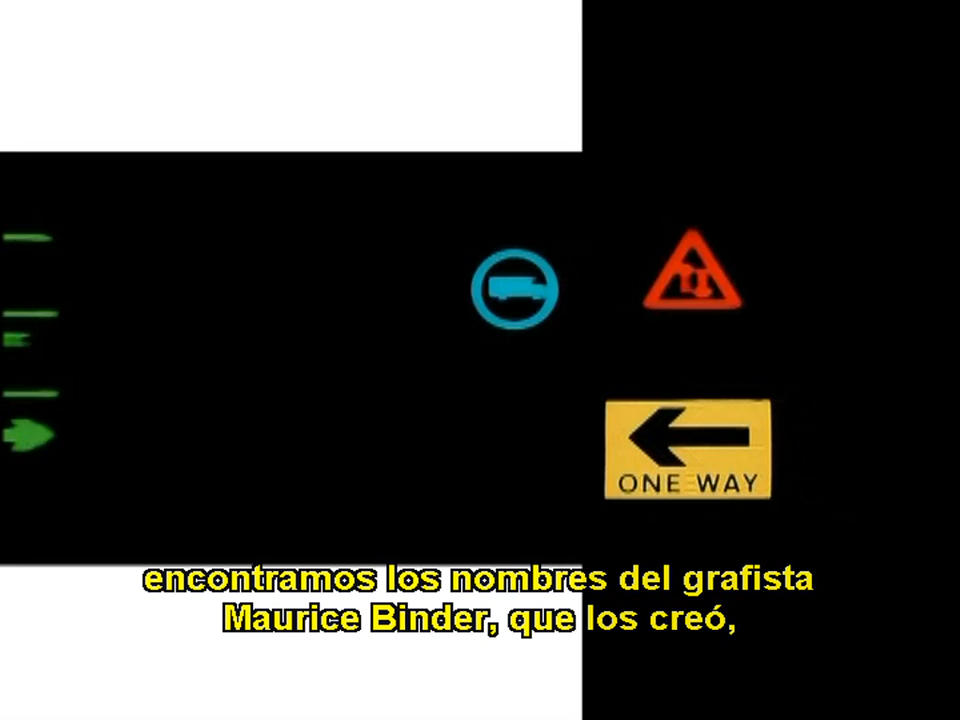 ONE WAY
encontramos los nombres del grafista
Maurice Binder, que los creó,